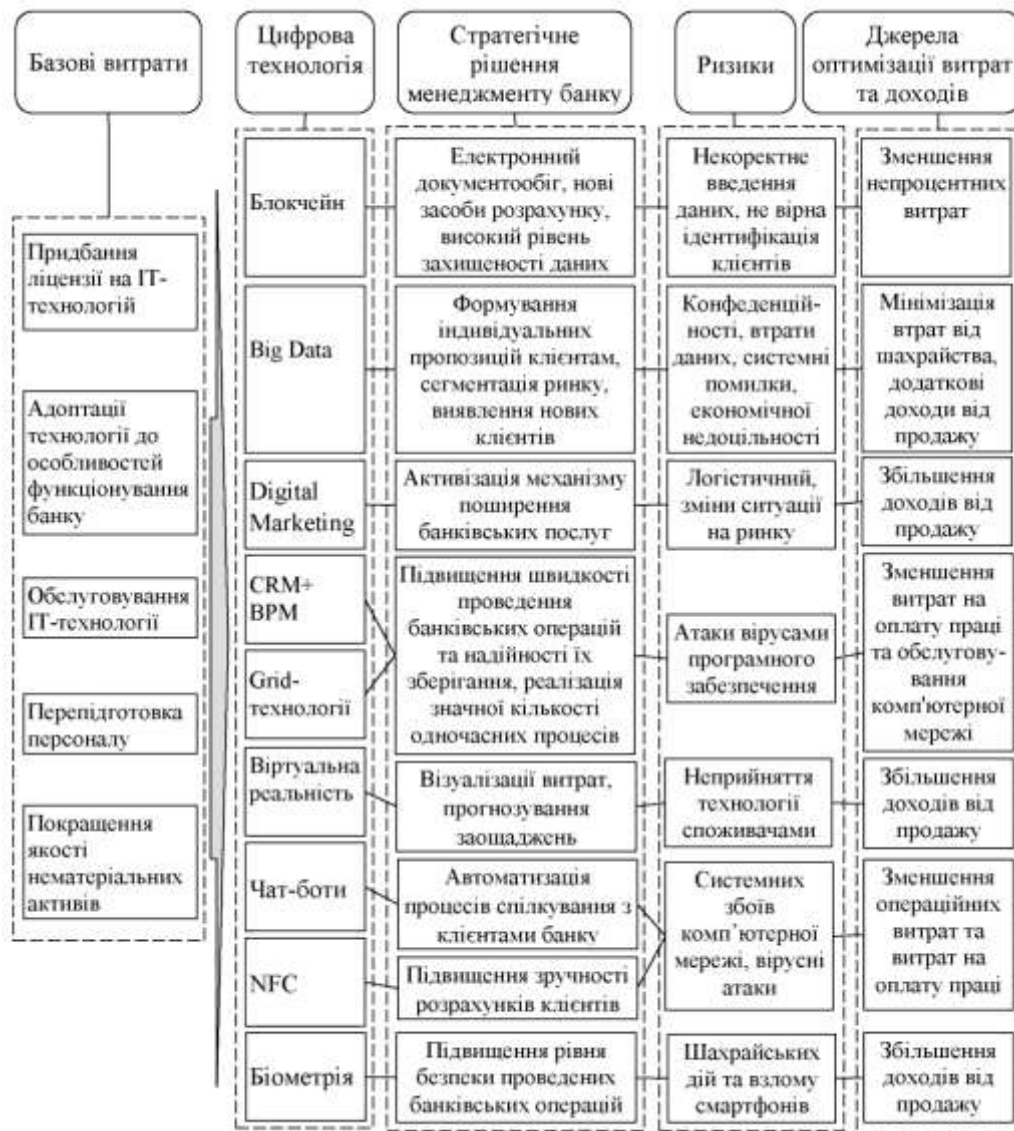 Базові витрати
Цифрова
технологія
Стратегічне
рішення
менеджменту банку
Ризики
Джерела
оптимізації витрат
та доходів
Придбання
ліцензії на ІТ-
технологій
Адоптації
технології до
особливостей
функціонування
банку
Обслуговування
ІТ-технології
Перепідготовка
персоналу
Покращення
якості
нематеріальних
активів
Блокчейн
Електронний
документообіг, нові
засоби розрахунку,
високий рівень
захищеності даних
Некоректне
введення
даних, не вірна
ідентифікація
клієнтів
Зменшення
непроцентних
витрат
Big Data
Формування
індивідуальних
пропозицій клієнтам,
сегментація ринку,
виявлення нових
клієнтів
Конфеденцій-
ності, втрати
даних, системні
помилки,
економічної
недоцільності
Мінімізація
втрат від
шахрайства,
додаткові
доходи від
продажу
Digital
Marketing
Активізація механізму
поширення
банківських послуг
Логістичний,
зміни ситуації
на ринку
Збільшення
доходів від
продажу
CRM+
BPM
Grid-
технології
Підвищення швидкості
проведення
банківських операцій
та надійності їх
зберігання, реалізація
значної кількості
одночасних процесів
Атаки вірусами
програмного
забезпечення
Зменшення
витрат на
оплату праці
та обслугову-
вання
комп'ютерної
мережі
Віртуальна
реальність
Візуалізації витрат,
прогнозування
заощаджень
Неприйняття
технології
споживачами
Збільшення
доходів від
продажу
Чат-боти
Автоматизація
процесів спілкування з
клієнтами банку
NFC
Підвищення зручності
розрахунків клієнтів
Системних
збоїв
комп’ютерної
мережі, вірусні
атаки
Зменшення
операційних
витрат та
витрат на
оплату праці
Біометрія
Підвищення рівня
безпеки проведених
банківських операцій
Шахрайських
дій та взлому
смартфонів
Збільшення
доходів від
продажу